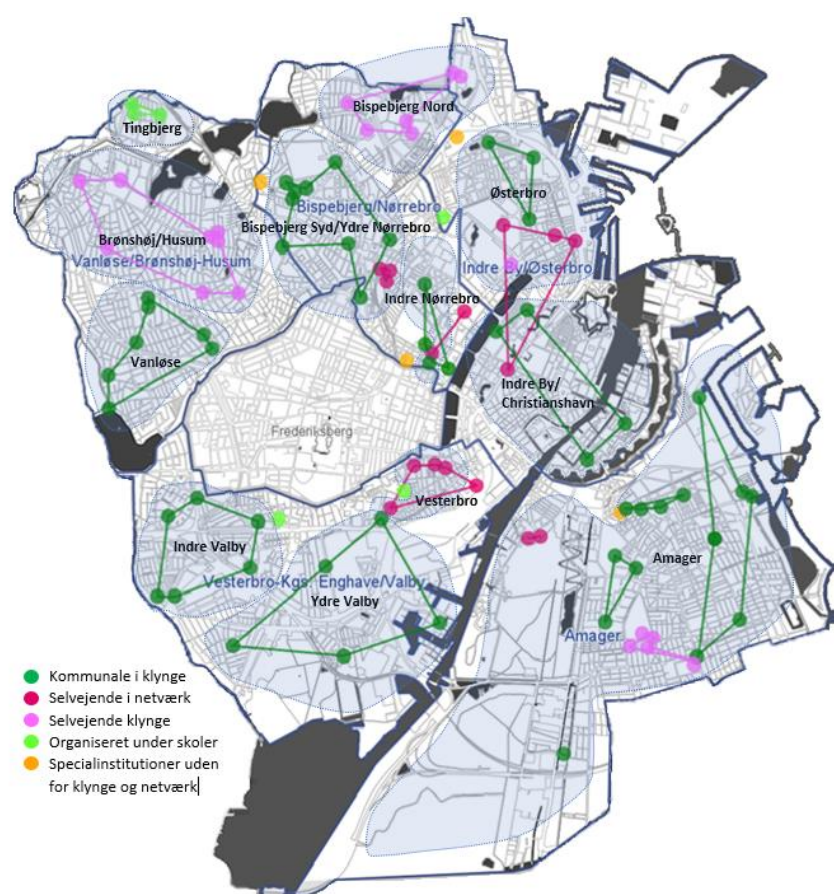 Bispebjerg Nord
Tingbjerg
Østerbro
Bispebjerg/Nørrebro
Bispebjerg Syd/Ydre Nørrebro
Brønshøj/Husum
Vanløse/Brønshøj-Husum
Indre By/Østerbro
Indre Nørrebro
Vanløse
Indre By/
Christianshavn
Frederiksberg
Vesterbro
Indre Valby
Amager
Vesterbro-Kgs. Enghave/Valby
Ydre Valby
Amager
Kommunale i klynge
Selvejende i netværk
Selvejende klynge
Organiseret under skoler
Specialinstitutioner uden
for klynge og netværk